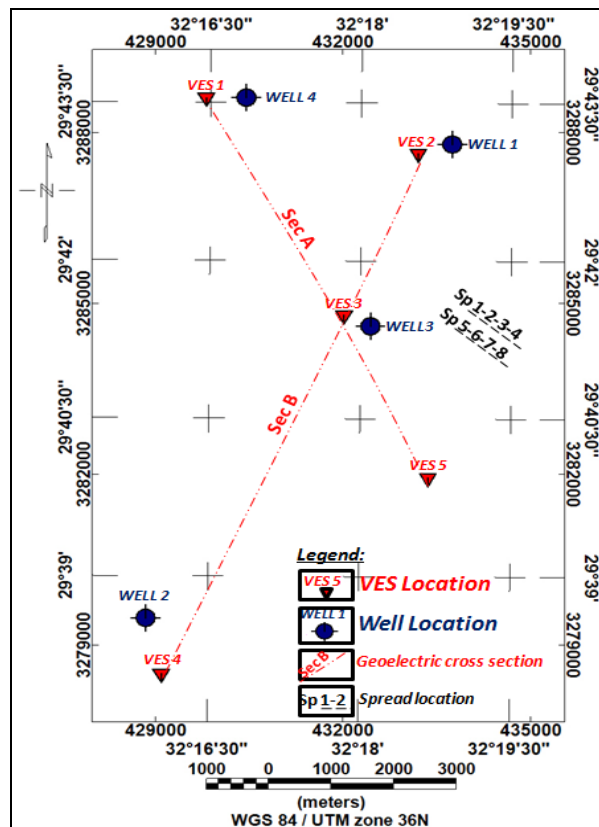 32°16'30" 32°18' 32°19'30"
429000 432000 435000
29°43'30"
3288000
29°42'
3285000
29°40'30"
3282000
29°39'
3279000
29°43'30"
3288000
29°42'
3285000
29°40'30"
3282000
29°39'
3279000
N
VES 1
WELL 4
VES 2
WELL 1
Sec A
VES 3
WELL3
Sp 1-2-3-4
Sp 5-6-7-8
Sec B
VES 5
WELL 2
VES 4
Legend:
VES 5 VES Location
WELL 1 Well Location
Sec B Geoelectric cross section
Sp 1-2 Spread location
429000 432000 435000
32°16'30" 32°18' 32°19'30"
1000 0 1000 2000 3000
(meters)
WGS 84 / UTM zone 36N